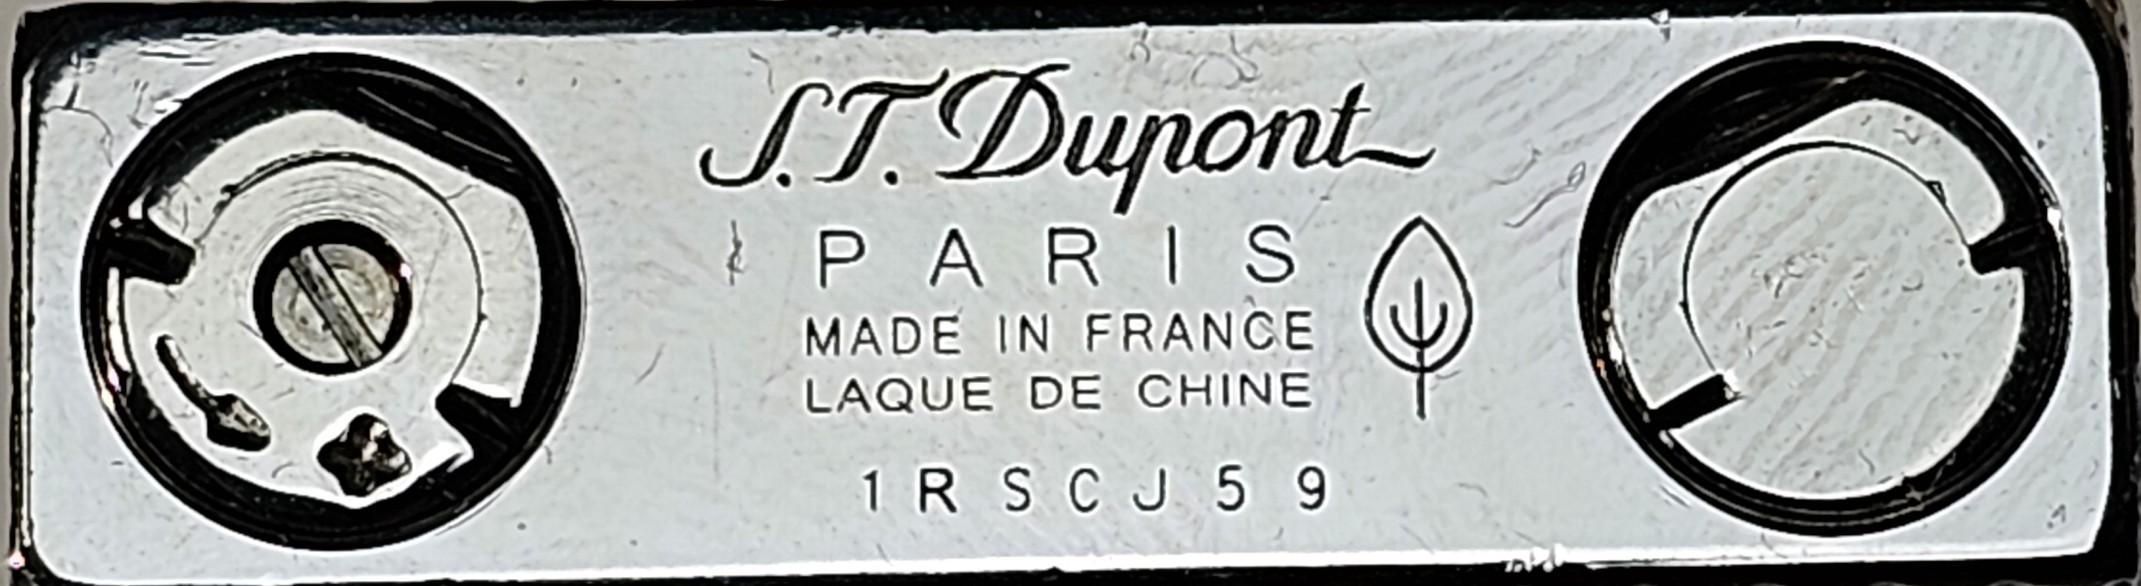 S.T. Dupont
PARIS
MADE IN FRANCE
LAQUE DE CHINE
1RSCJ59